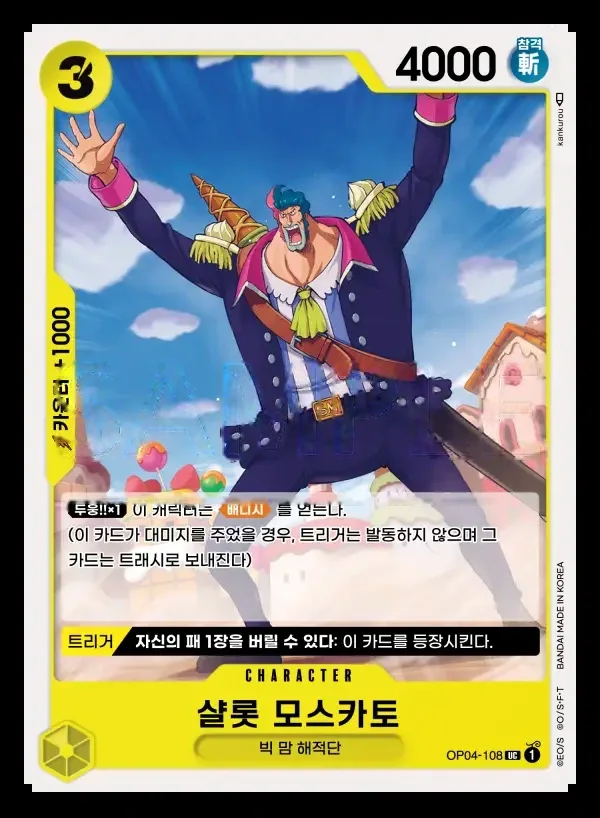 3
4000
참격
斬
kankurou
카운터 +1000
SAMPLE
두웅!!×1 이 캐릭터는 배니시 를 얻는다.
(이 카드가 대미지를 주었을 경우, 트리거는 발동하지 않으며 그
카드는 트래시로 보내진다)
트리거 자신의 패 1장을 버릴 수 있다: 이 카드를 등장시킨다.
CHARACTER
샬롯 모스카토
빅 맘 해적단
OP04-108 UC 1
©EO/S ©O/S·F·T BANDAI MADE IN KOREA